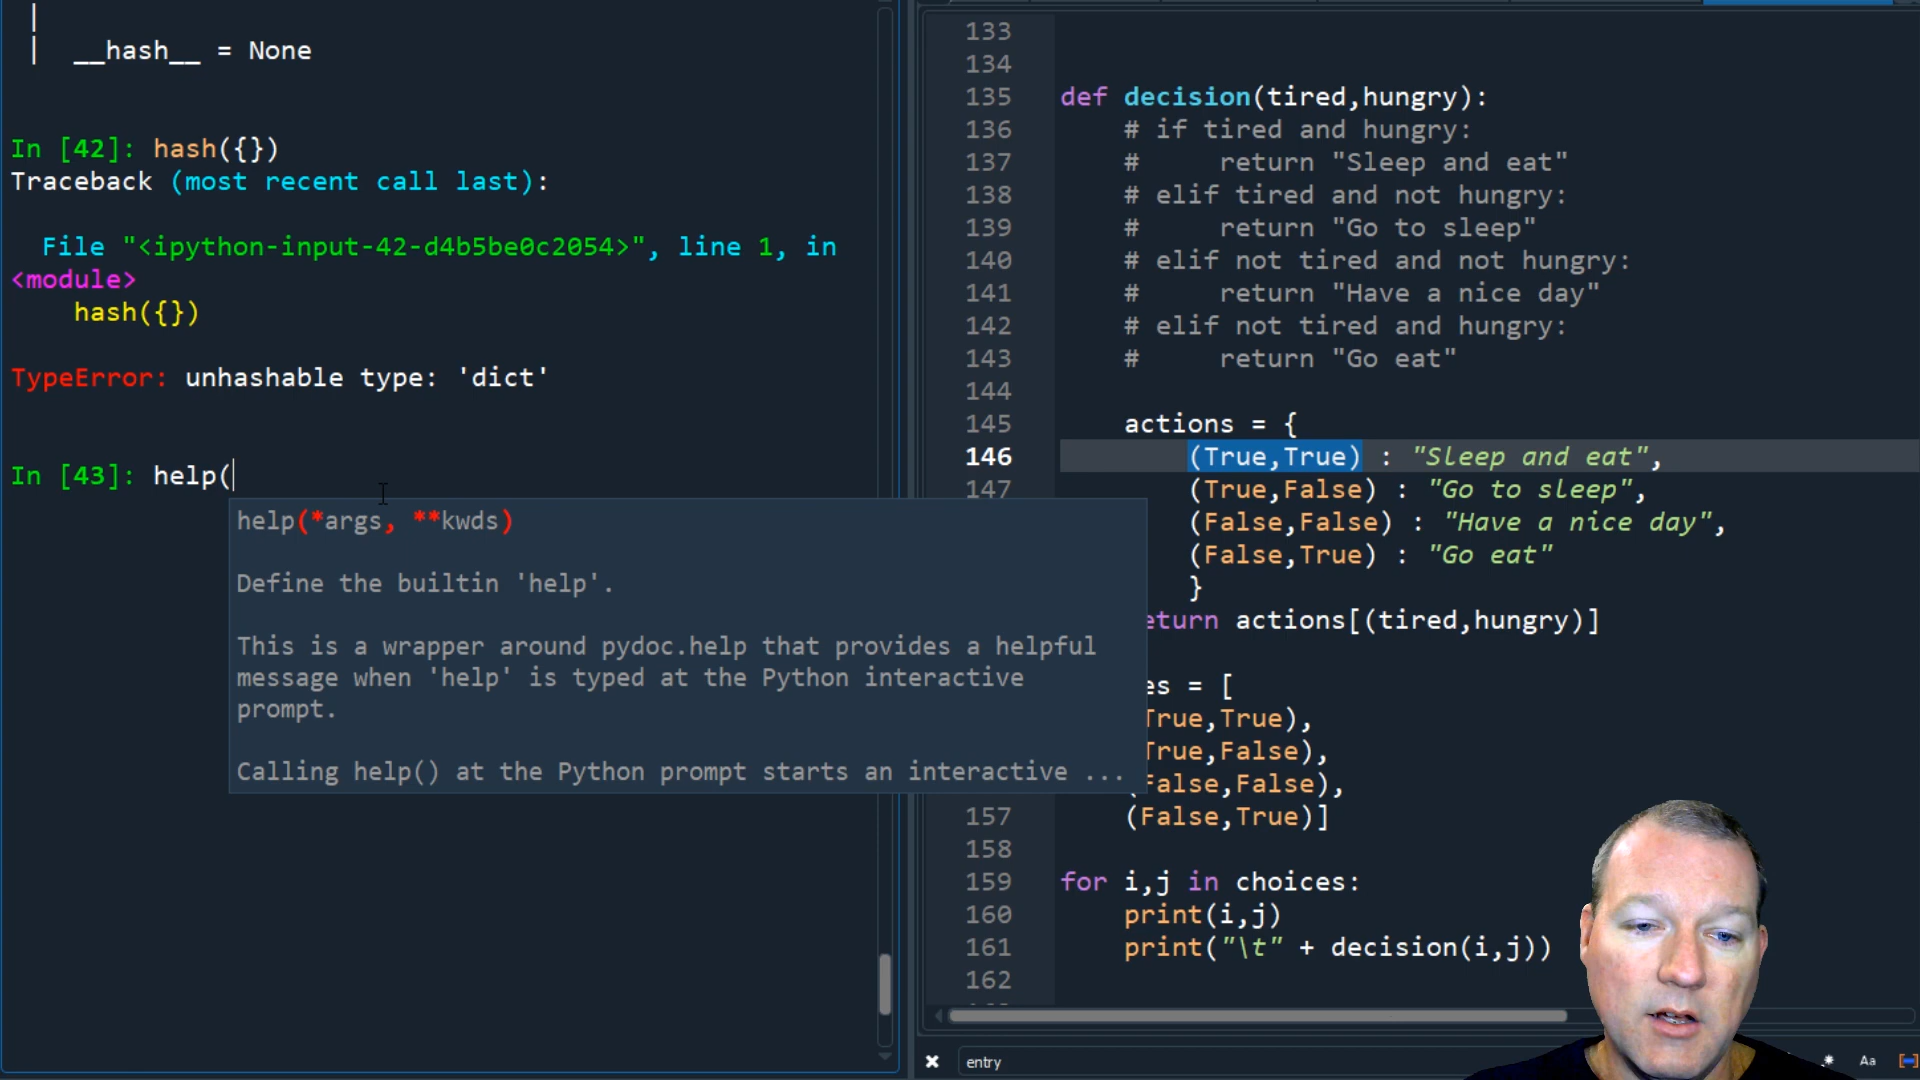 |
|  __hash__ = None
In [42]: hash({})
Traceback (most recent call last):
File "<ipython-input-42-d4b5be0c2054>", line 1, in
<module>
hash({})
TypeError: unhashable type: 'dict'
In [43]: help(
help(*args, **kwds)
Define the builtin 'help'.
This is a wrapper around pydoc.help that provides a helpful
message when 'help' is typed at the Python interactive
prompt.
Calling help() at the Python prompt starts an interactive ...
133
134
135 def decision(tired,hungry):
136 # if tired and hungry:
137 #     return "Sleep and eat"
138 # elif tired and not hungry:
139 #     return "Go to sleep"
140 # elif not tired and not hungry:
141 #     return "Have a nice day"
142 # elif not tired and hungry:
143 #     return "Go eat"
144
145 actions = {
146 (True,True) : "Sleep and eat",
147 (True,False) : "Go to sleep",
(False,False) : "Have a nice day",
(False,True) : "Go eat"
}
eturn actions[(tired,hungry)]
es = [
True,True),
True,False),
False,False),
157 (False,True)]
158
159 for i,j in choices:
160 print(i,j)
161 print("\t" + decision(i,j))
162
entry
Aa